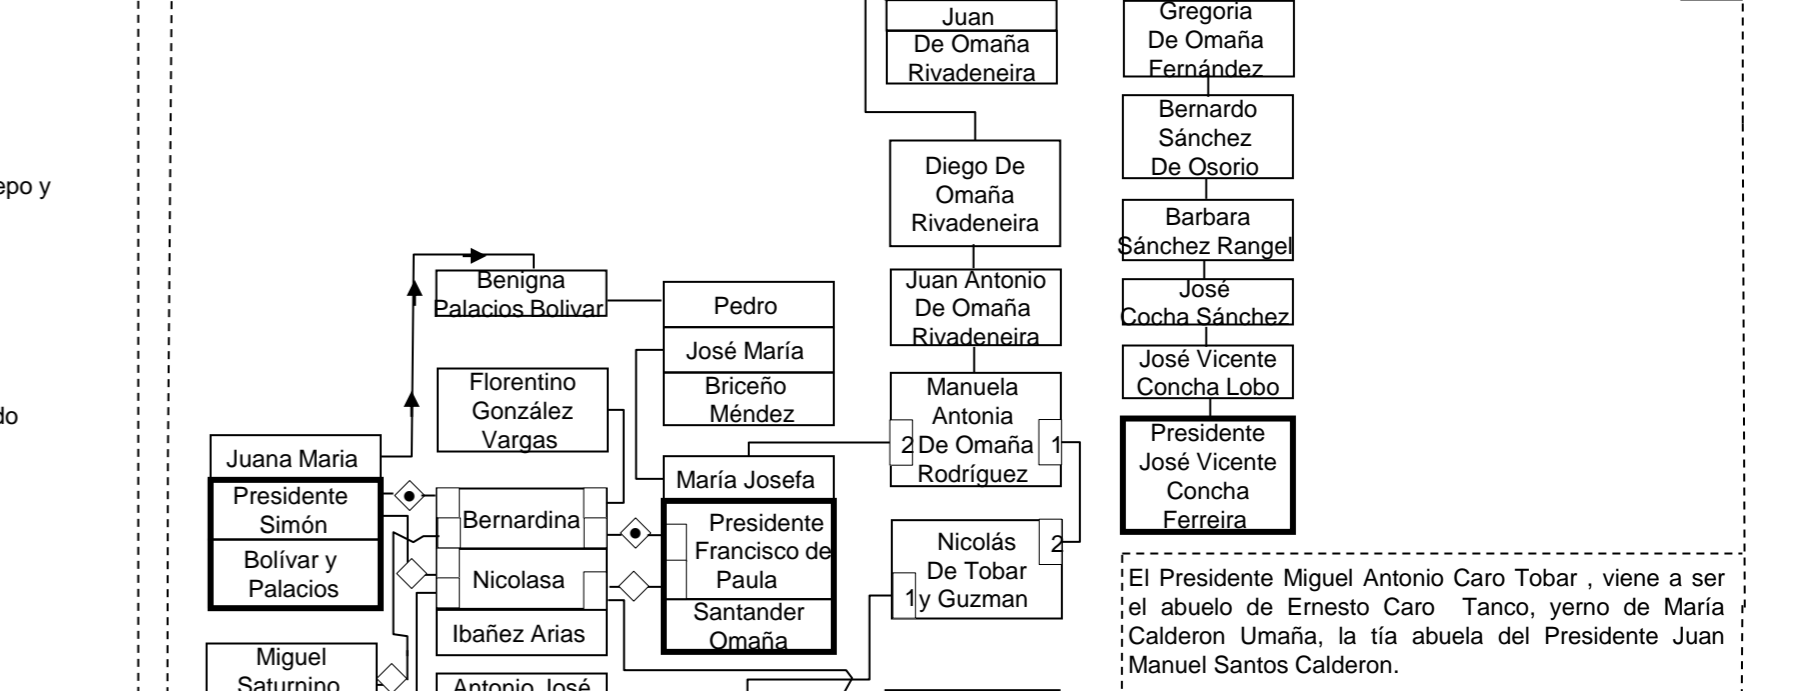 Juan
De Omaña
Rivadeneira
Gregoria
De Omaña
Fernández
Bernardo
Sánchez
De Osorio
epo y
Diego De
Omaña
Rivadeneira
Barbara
Sánchez Rangel
Benigna
Palacios Bolivar
Pedro
José María
Briceño
Méndez
Juan Antonio
De Omaña
Rivadeneira
José
Cocha Sánchez
José Vicente
Concha Lobo
Florentino
González
Vargas
do
Manuela
Antonia
2 De Omaña 1
Rodríguez
Presidente
José Vicente
Concha
Ferreira
Juana Maria
Presidente
Simón
Bolívar y
Palacios
Bernardina
Nicolasa
Ibañez Arias
María Josefa
Presidente
Francisco de
Paula
Santander
Omaña
Nicolás 2
De Tobar
1 y Guzman
El Presidente Miguel Antonio Caro Tobar , viene a ser
el abuelo de Ernesto Caro Tanco, yerno de María
Calderon Umaña, la tía abuela del Presidente Juan
Manuel Santos Calderon.
Miguel
Saturnino
Antonio José